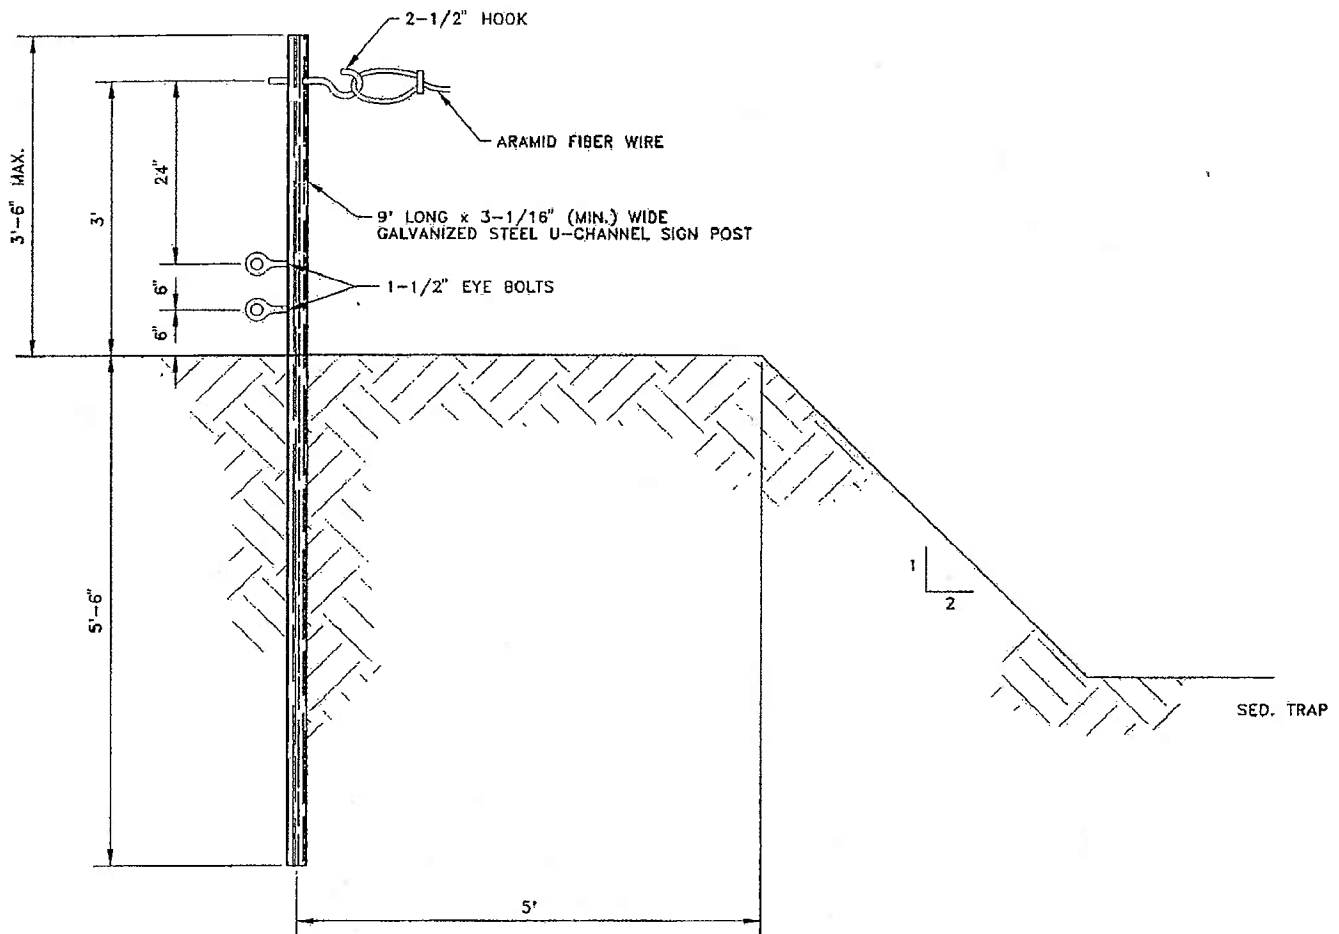 2-1/2" HOOK
ARAMID FIBER WIRE
3'-6" MAX.
3'
24"
9' LONG x 3-1/16" (MIN.) WIDE
GALVANIZED STEEL U-CHANNEL SIGN POST
1-1/2" EYE BOLTS
6"
6"
5'-6"
1
2
SED. TRAP
5'